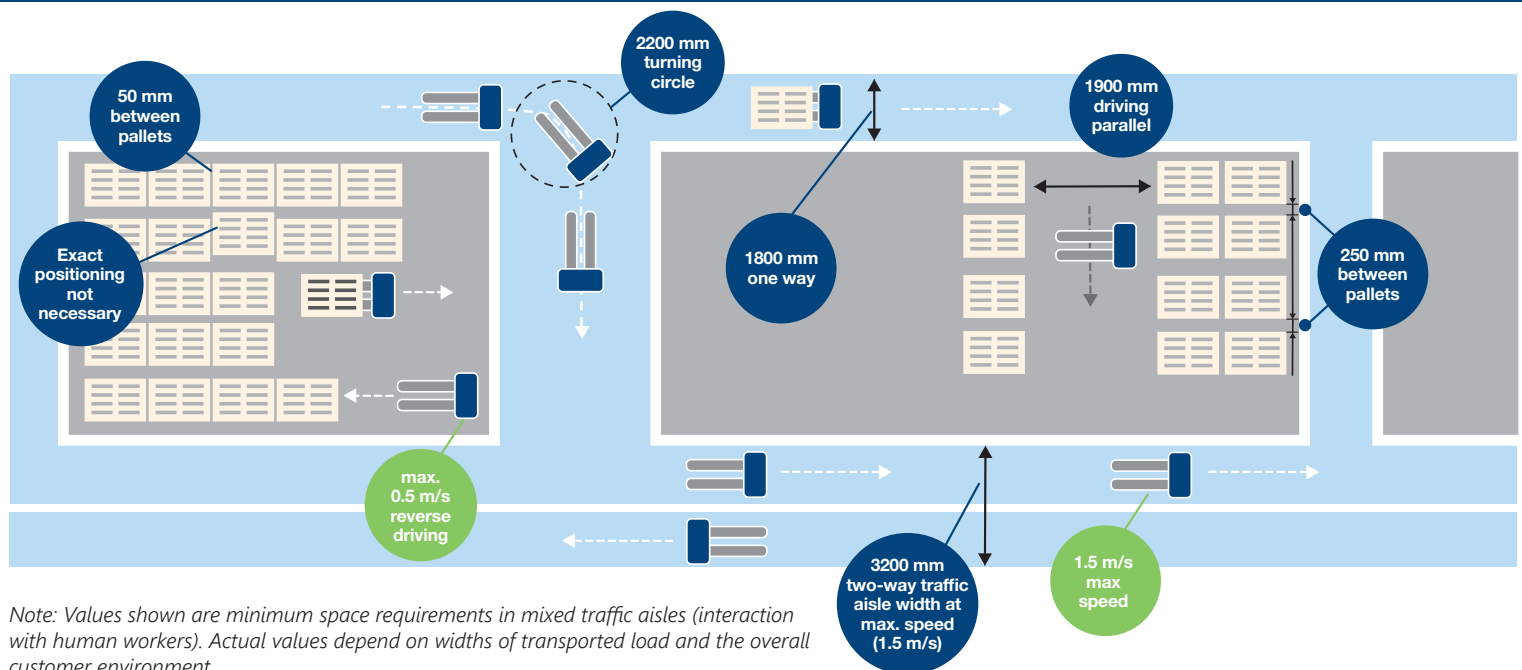 2200 mm
turning
circle
50 mm
between
pallets
1900 mm
driving
parallel
Exact
positioning
not
necessary
1800 mm
one way
250 mm
between
pallets
max.
0.5 m/s
reverse
driving
3200 mm
two-way traffic
aisle width at
max. speed
(1.5 m/s)
1.5 m/s
max
speed
Note: Values shown are minimum space requirements in mixed traffic aisles (interaction
with human workers). Actual values depend on widths of transported load and the overall
customer environment